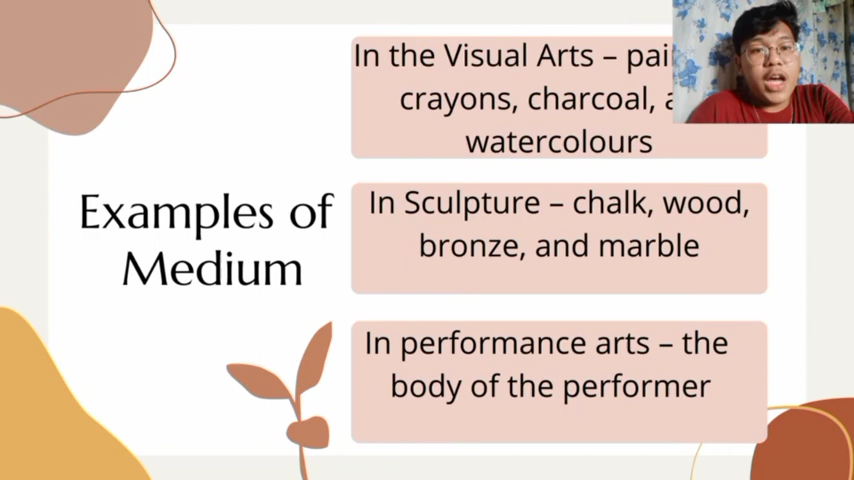 Examples of
Medium
In the Visual Arts –
crayons, charcoal,
watercolours
In Sculpture – chalk, wood,
bronze, and marble
In performance arts – the
body of the performer